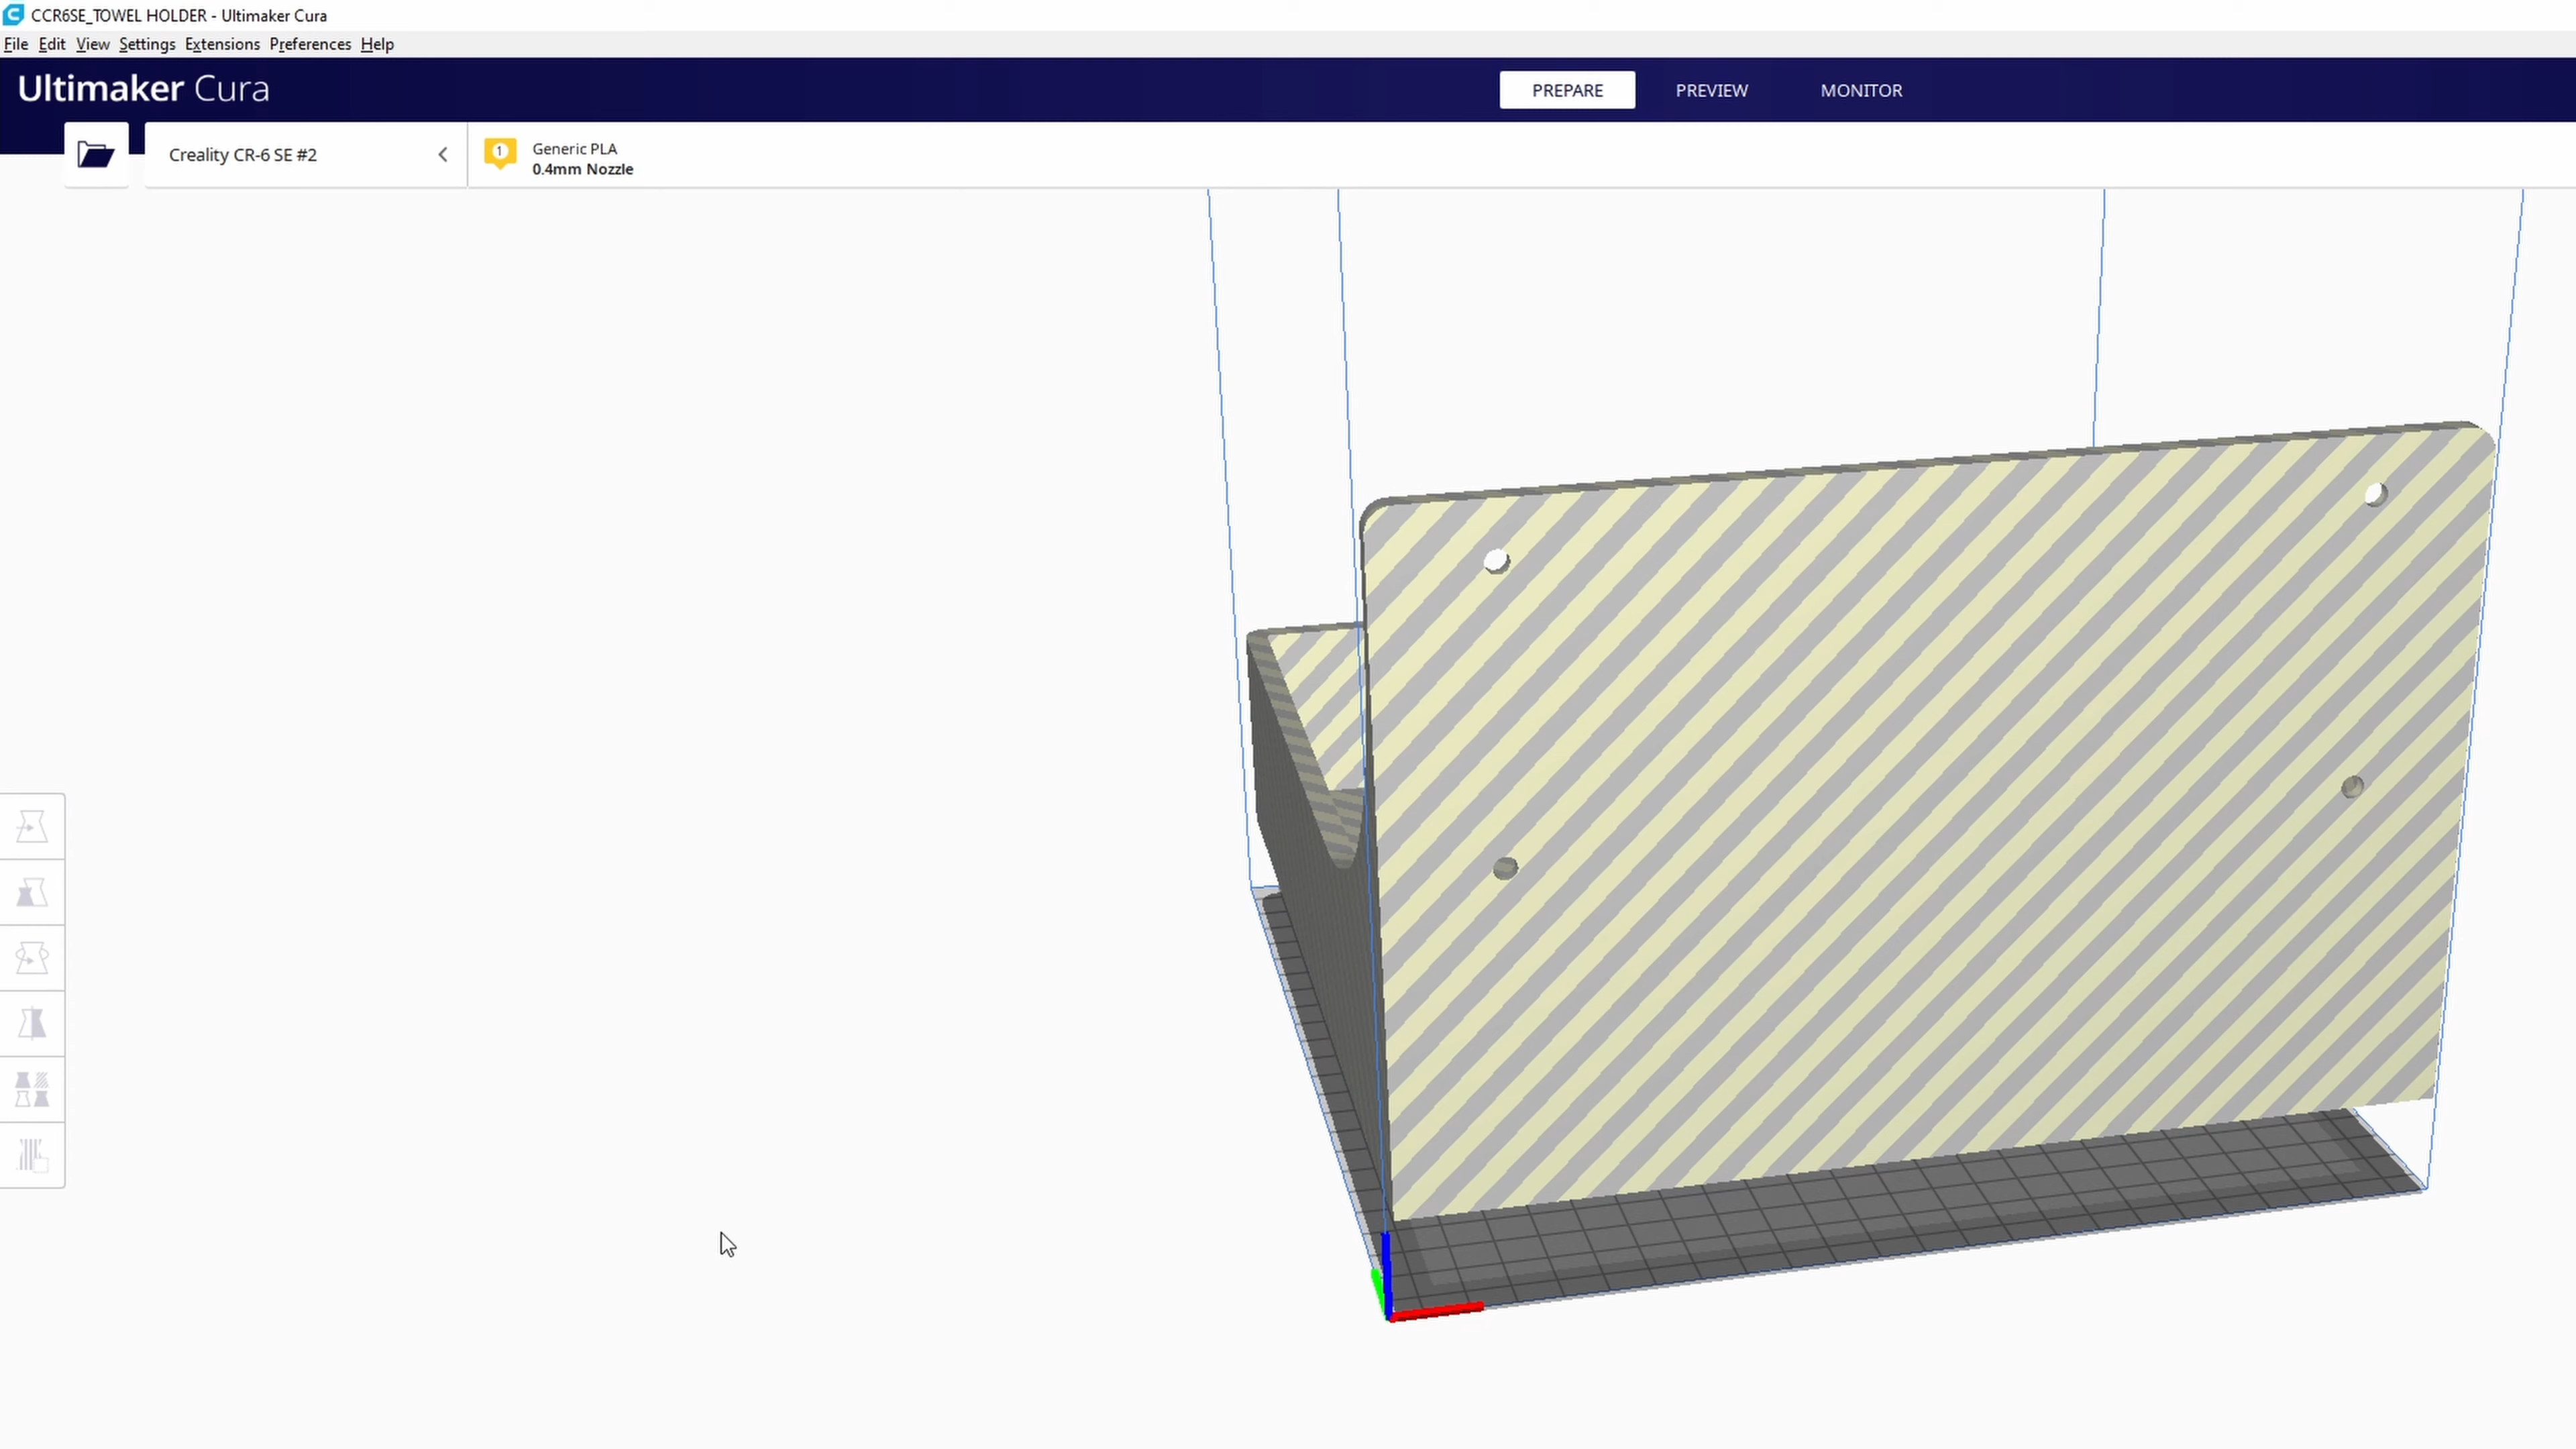 CCR6SE_TOWEL HOLDER - Ultimaker Cura
File Edit View Settings Extensions Preferences Help
Ultimaker Cura
PREPARE PREVIEW MONITOR
Creality CR-6 SE #2
1
Generic PLA
0.4mm Nozzle